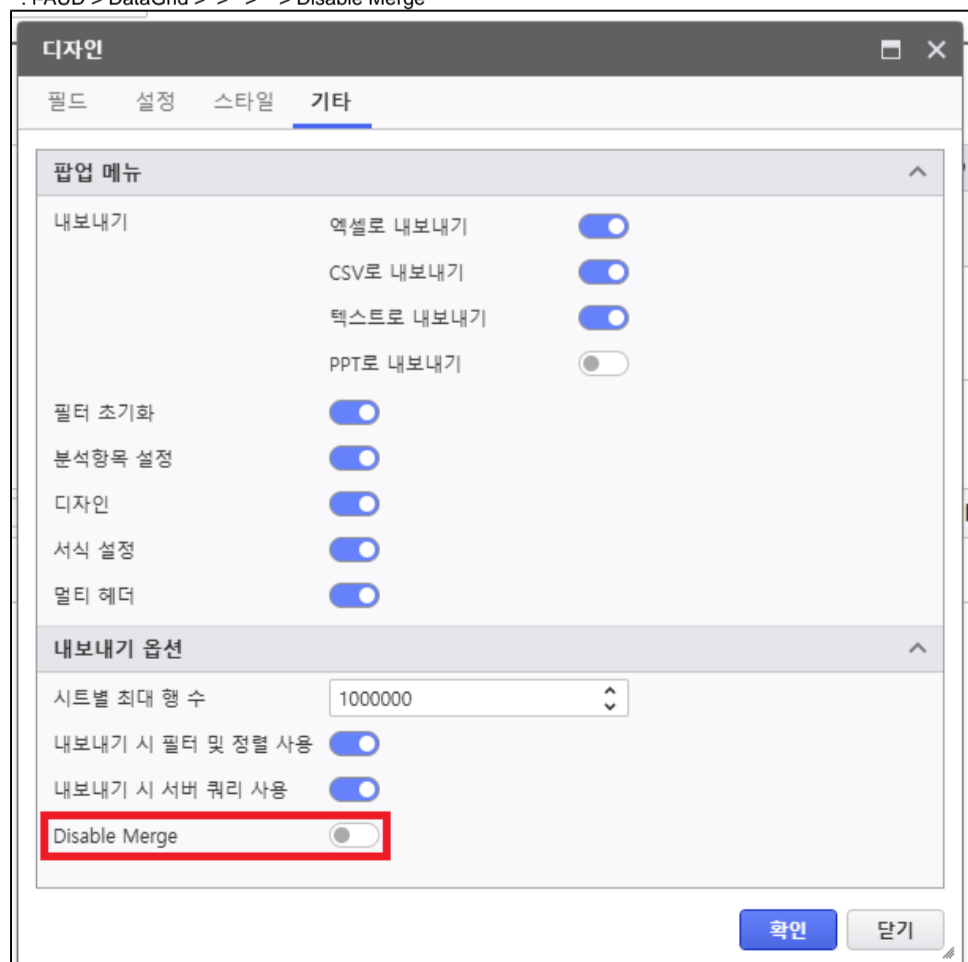 : i-AUD > DataGrid > > > > Disable Merge
디자인
필드 설정 스타일 기타
팝업 메뉴
내보내기 엑셀로 내보내기
CSV로 내보내기
텍스트로 내보내기
PPT로 내보내기
필터 초기화
분석항목 설정
디자인
서식 설정
멀티 헤더
내보내기 옵션
시트별 최대 행 수 1000000
내보내기 시 필터 및 정렬 사용
내보내기 시 서버 쿼리 사용
Disable Merge
확인 닫기